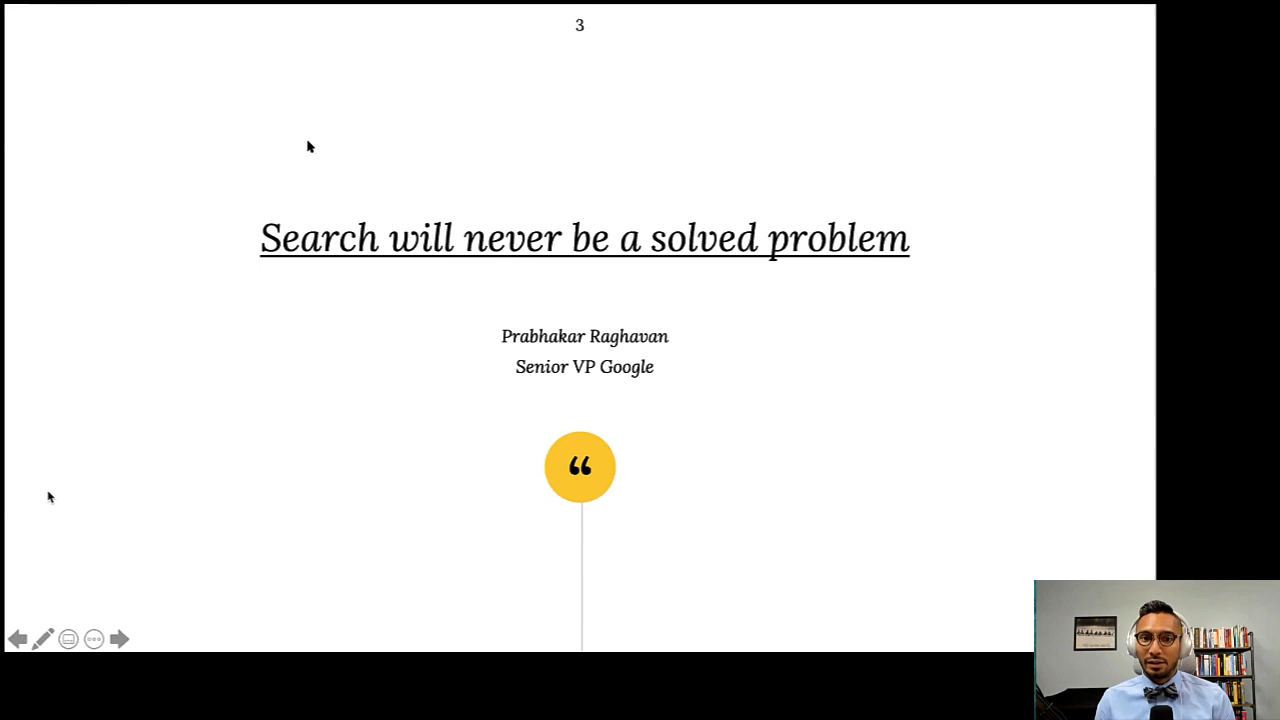 3
Search will never be a solved problem
Prabhakar Raghavan
Senior VP Google
“